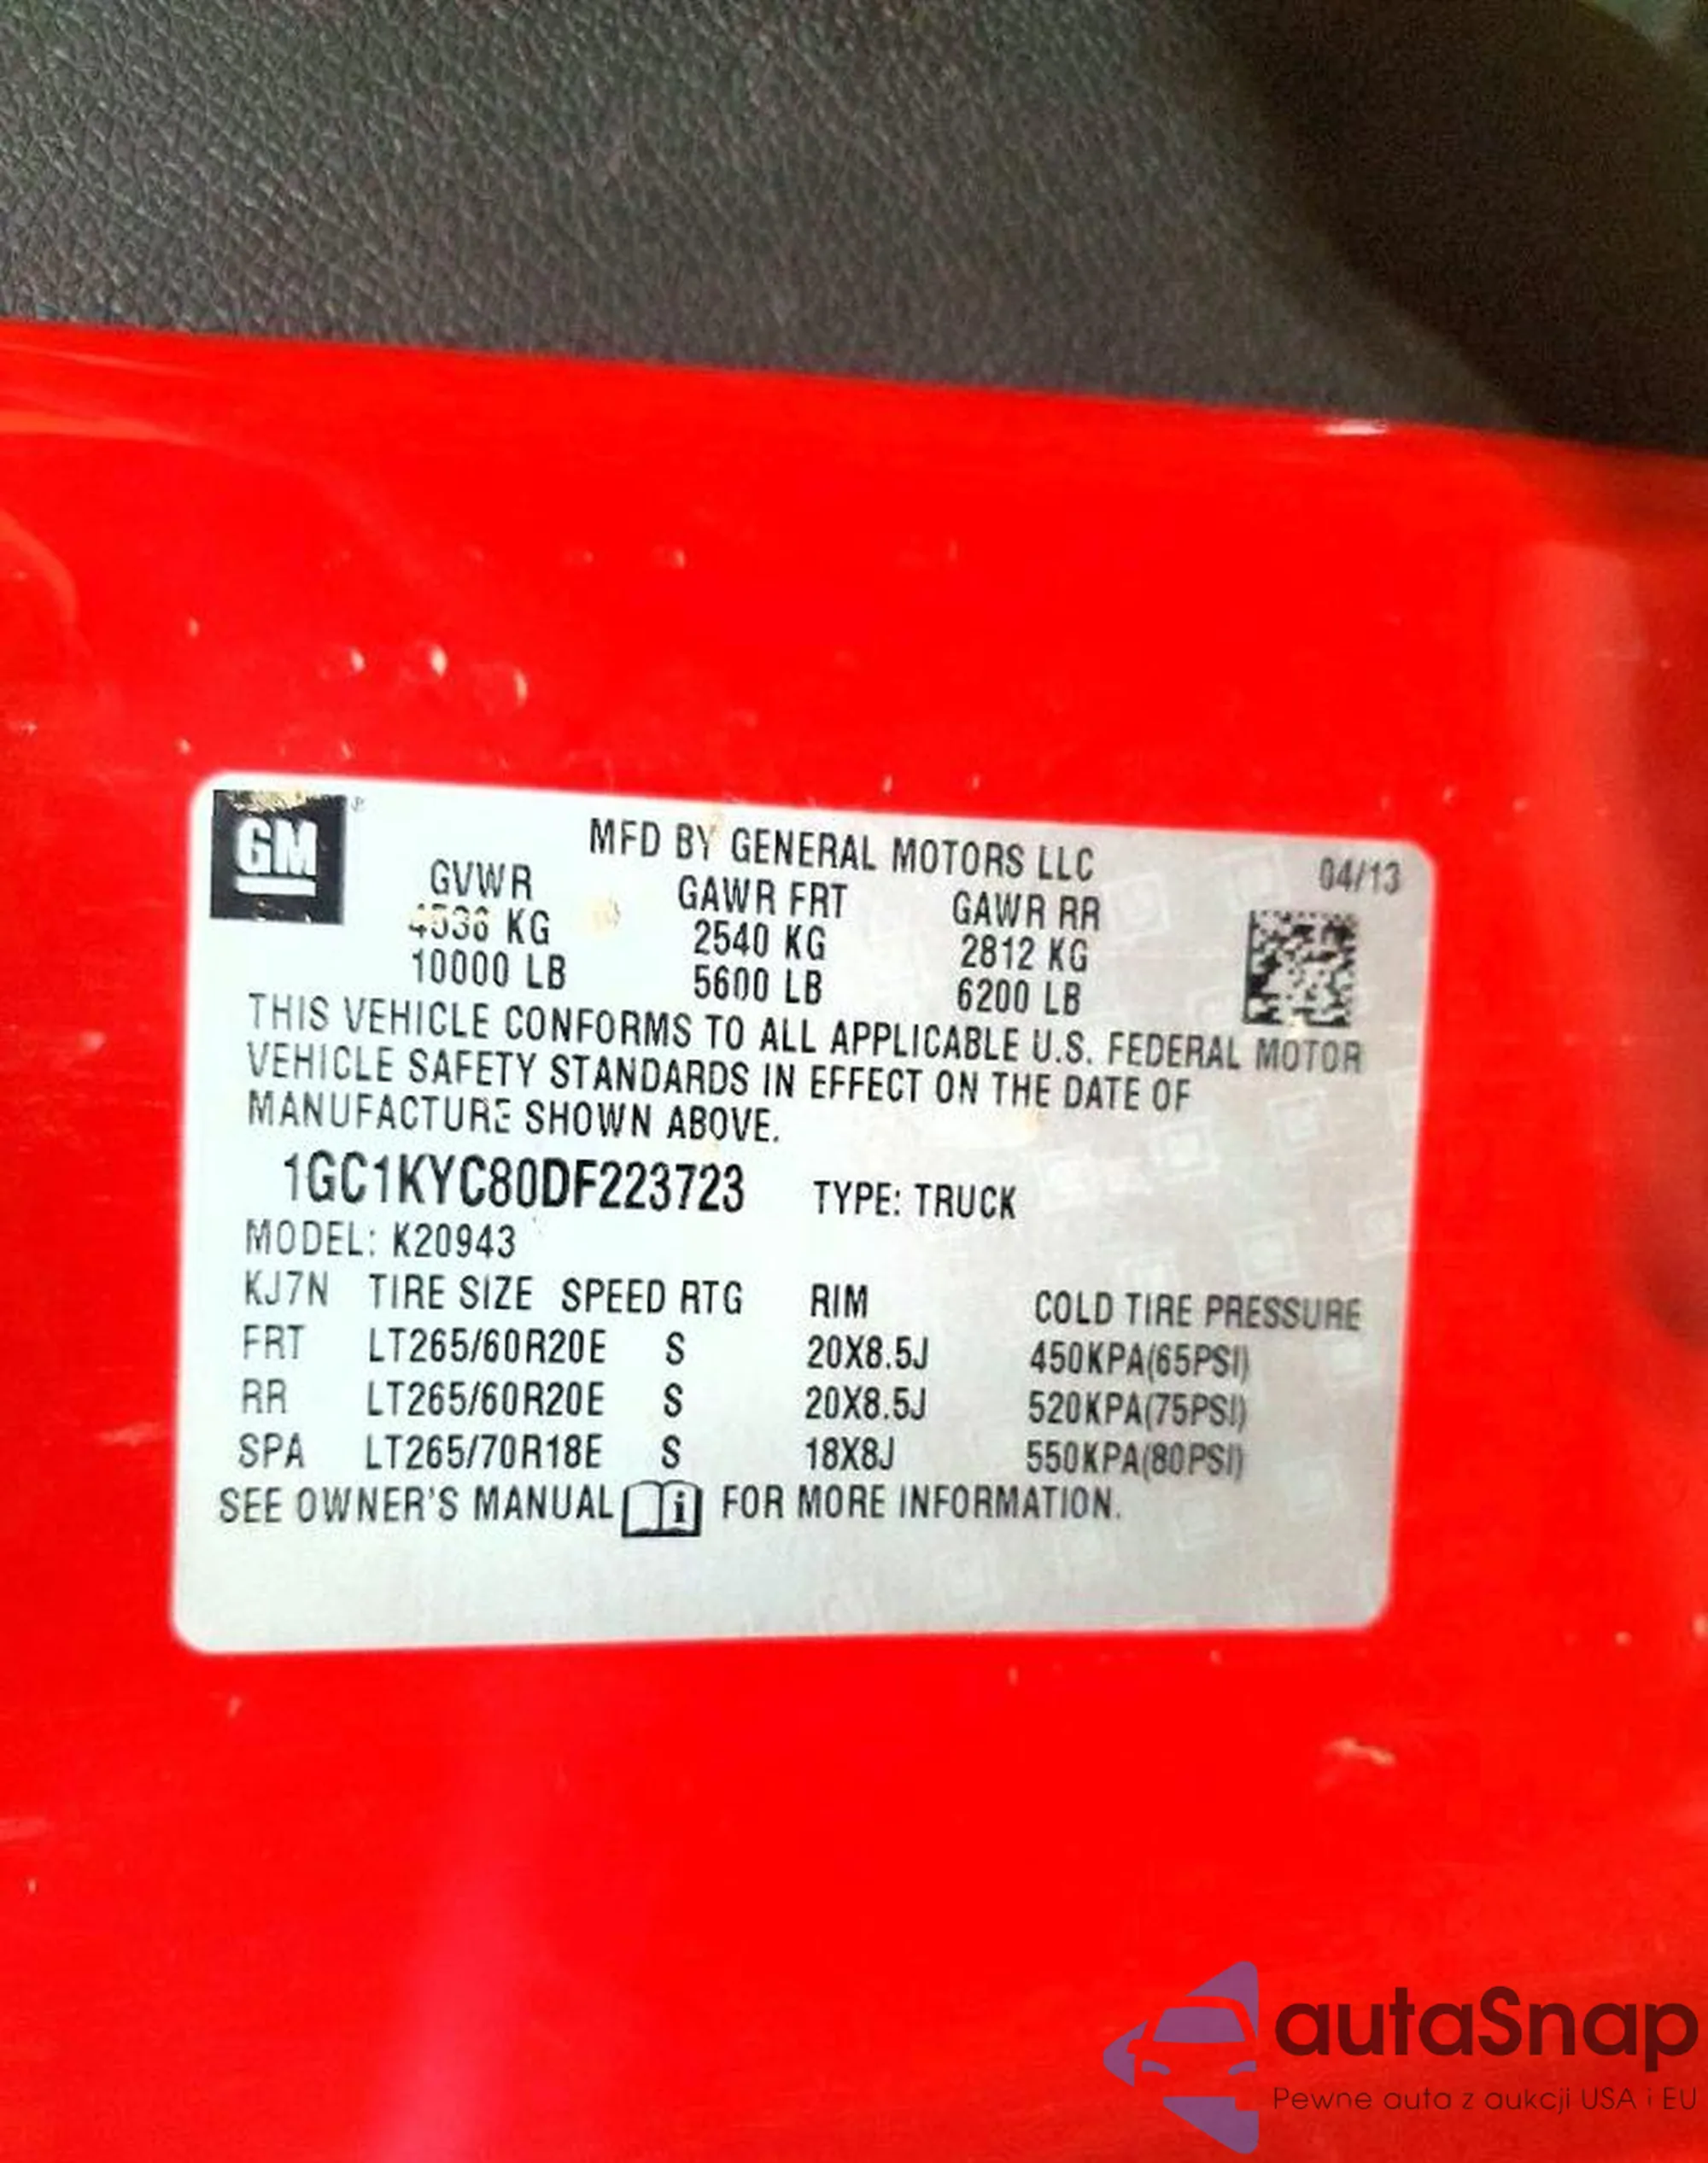 GM
MFD BY GENERAL MOTORS LLC 04/13
GVWR GAWR FRT GAWR RR
4536 KG 2540 KG 2812 KG
10000 LB 5600 LB 6200 LB
THIS VEHICLE CONFORMS TO ALL APPLICABLE U.S. FEDERAL MOTOR
VEHICLE SAFETY STANDARDS IN EFFECT ON THE DATE OF
MANUFACTURE SHOWN ABOVE.
1GC1KYC80DF223723 TYPE: TRUCK
MODEL: K20943
KJ7N TIRE SIZE SPEED RTG RIM COLD TIRE PRESSURE
FRT LT265/60R20E S 20X8.5J 450KPA(65PSI)
RR LT265/60R20E S 20X8.5J 520KPA(75PSI)
SPA LT265/70R18E S 18X8J 550KPA(80PSI)
SEE OWNER'S MANUAL i FOR MORE INFORMATION.
autaSnap
Pewne auta z aukcji USA i EU